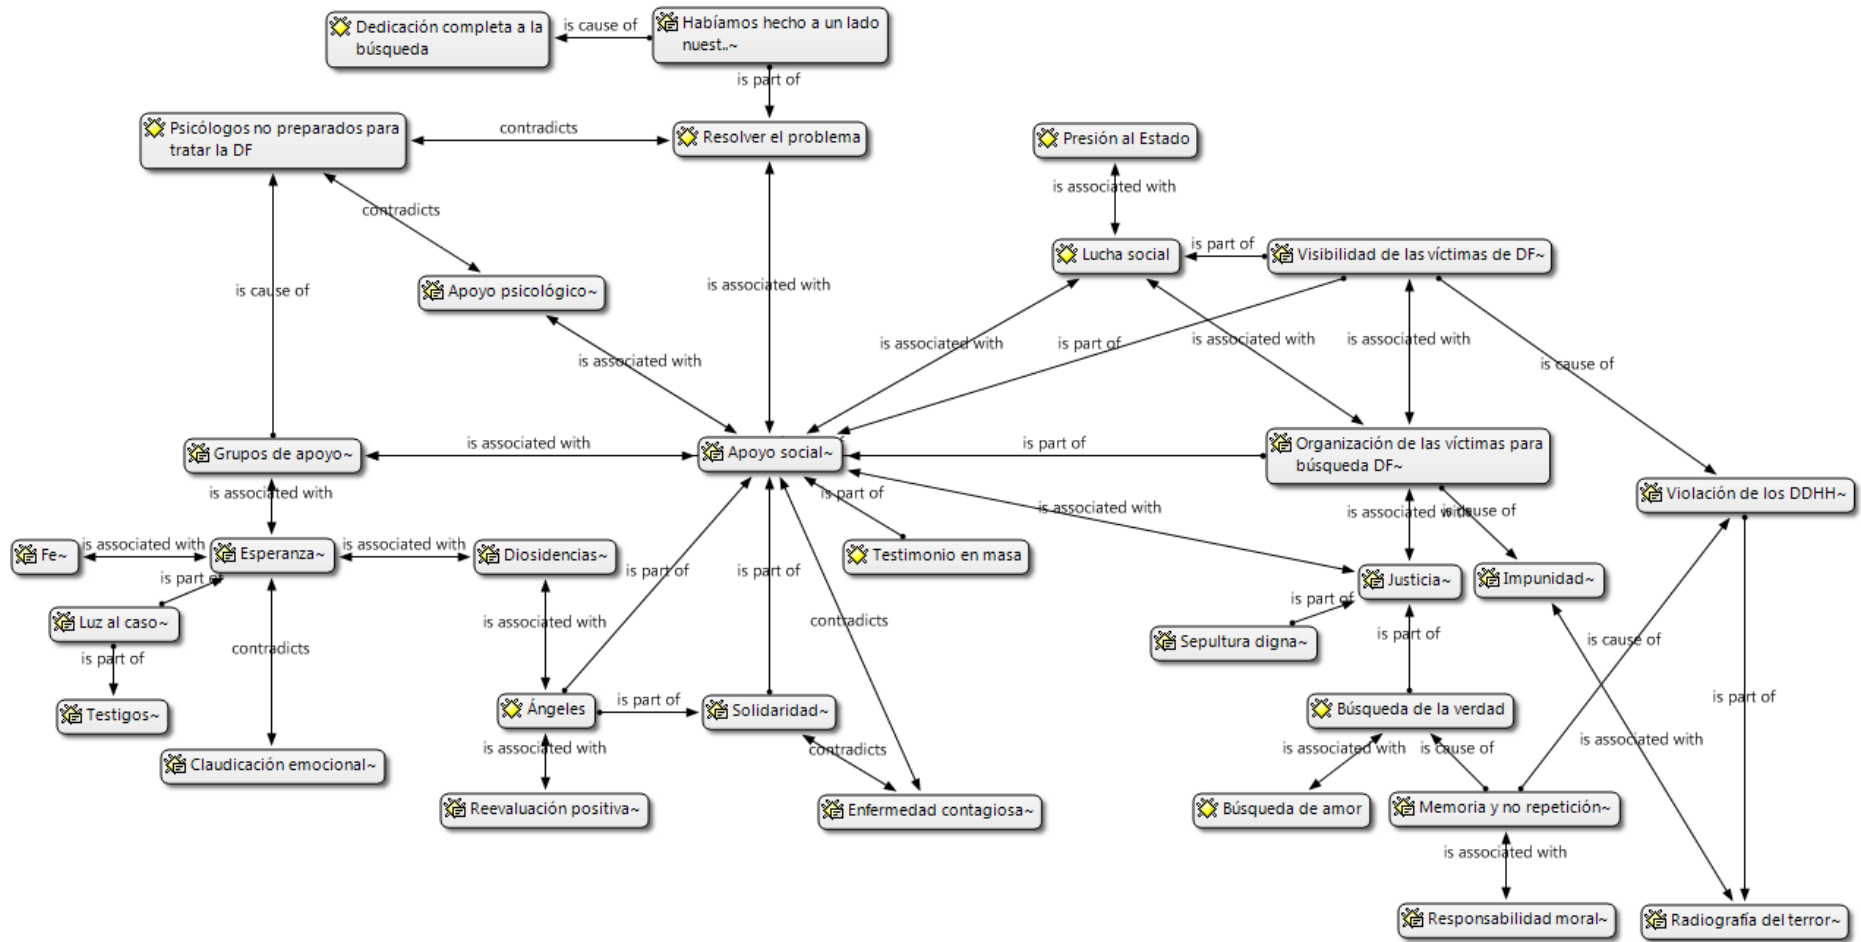 Dedicación completa a la
búsqueda
is cause of
Habíamos hecho a un lado
nuest..~
is part of
Psicólogos no preparados para
tratar la DF
contradicts
Resolver el problema
Presión al Estado
is associated with
contradicts
Lucha social
is part of
Visibilidad de las víctimas de DF~
is cause of
Apoyo psicológico~
is associated with
is associated with
is associated with
is part of
is associated with
is associated with
is cause of
Grupos de apoyo~
is associated with
Apoyo social~
is part of
Organización de las víctimas para
búsqueda DF~
is associated with
is part of
is associated with
is associated with
is cause of
Violación de los DDHH~
Fe~
is associated with
Esperanza~
is associated with
Diosidencias~
Testimonio en masa
is part of
is part of
is part of
Justicia~
Impunidad~
Luz al caso~
is associated with
contradicts
is part of
is part of
contradicts
Sepultura digna~
is cause of
is part of
Testigos~
Ángeles
is part of
Solidaridad~
Búsqueda de la verdad
is part of
is associated with
contradicts
is associated with
is cause of
is associated with
Claudicación emocional~
Reevaluación positiva~
Enfermedad contagiosa~
Búsqueda de amor
Memoria y no repetición~
is associated with
Responsabilidad moral~
Radiografía del terror~